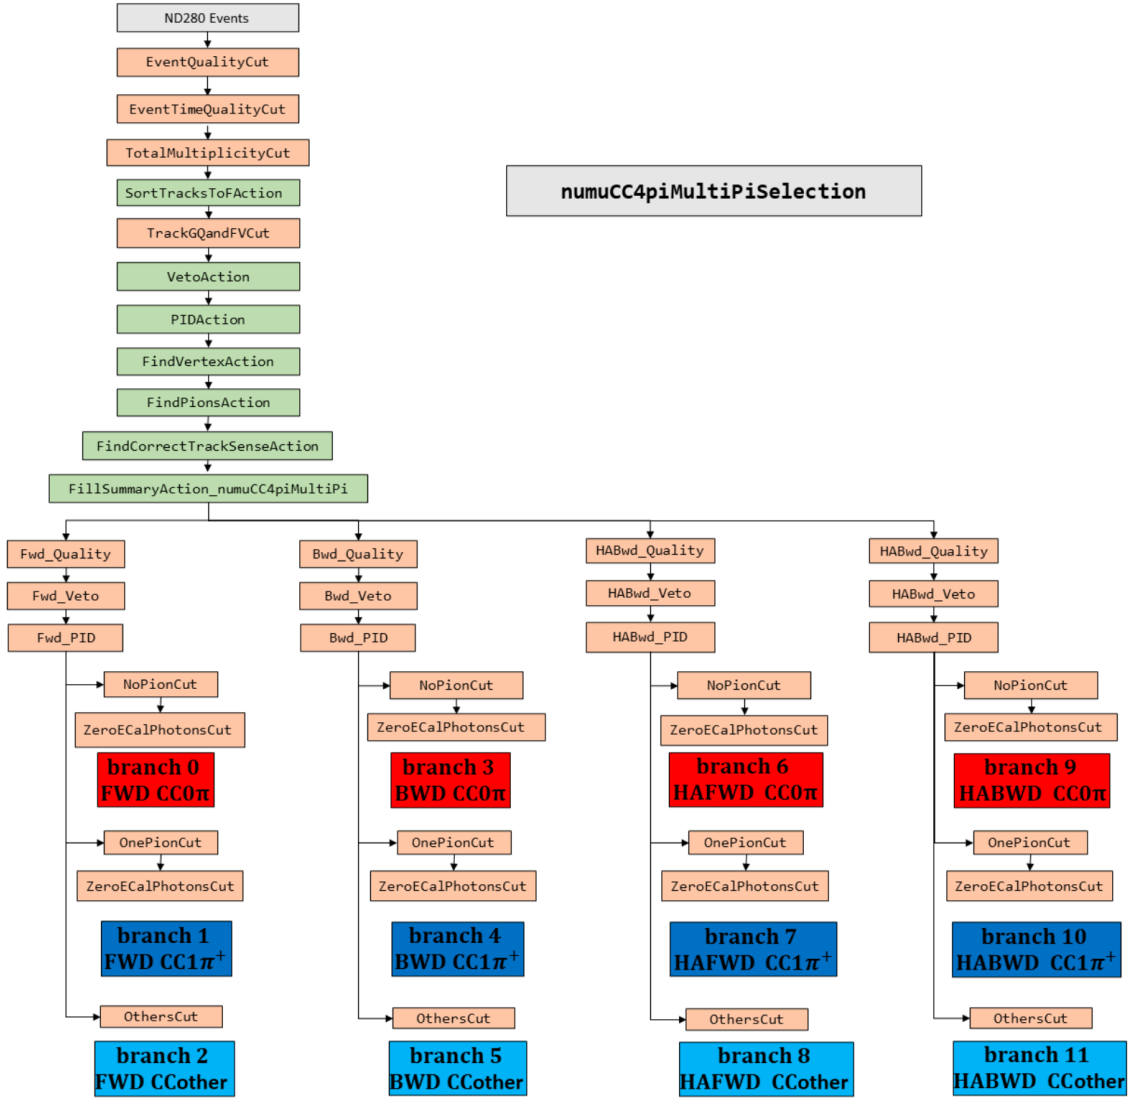 ND280 Events
EventQualityCut
EventTimeQualityCut
TotalMultiplicityCut
SortTracksToFAction
numuCC4piMultiPiSelection
TrackGQandFVCut
VetoAction
PIDAction
FindVertexAction
FindPionsAction
FindCorrectTrackSenseAction
FillSummaryAction_numuCC4piMultiPi
Fwd_Quality
Fwd_Veto
Fwd_PID
NoPionCut
ZeroECalPhotonsCut
branch 0
FWD CC0π
OnePionCut
ZeroECalPhotonsCut
branch 1
FWD CC1π⁺
OthersCut
branch 2
FWD CCother
Bwd_Quality
Bwd_Veto
Bwd_PID
NoPionCut
ZeroECalPhotonsCut
branch 3
BWD CC0π
OnePionCut
ZeroECalPhotonsCut
branch 4
BWD CC1π⁺
OthersCut
branch 5
BWD CCother
HABwd_Quality
HABwd_Veto
HABwd_PID
NoPionCut
ZeroECalPhotonsCut
branch 6
HAFWD CC0π
OnePionCut
ZeroECalPhotonsCut
branch 7
HAFWD CC1π⁺
OthersCut
branch 8
HAFWD CCother
HABwd_Quality
HABwd_Veto
HABwd_PID
NoPionCut
ZeroECalPhotonsCut
branch 9
HABWD CC0π
OnePionCut
ZeroECalPhotonsCut
branch 10
HABWD CC1π⁺
OthersCut
branch 11
HABWD CCother